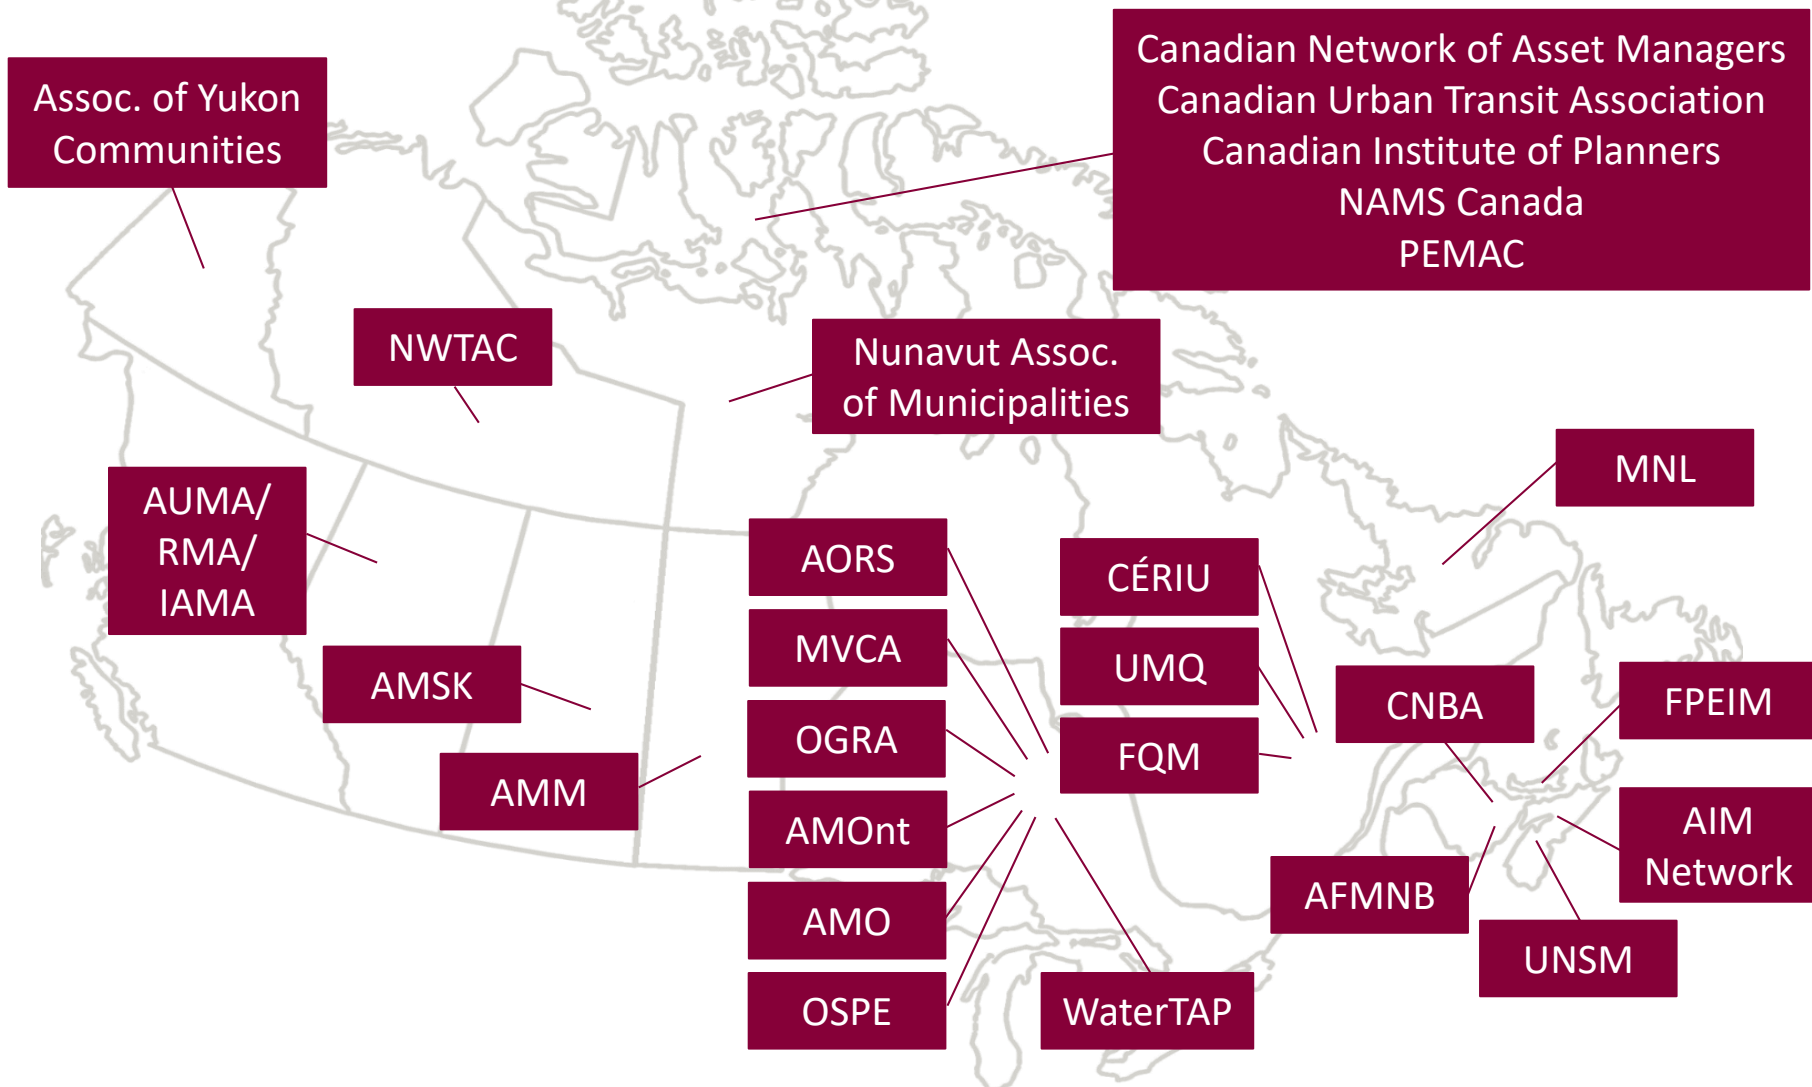 Canadian Network of Asset Managers
Canadian Urban Transit Association
Canadian Institute of Planners
NAMS Canada
PEMAC
Assoc. of Yukon
Communities
NWTAC
Nunavut Assoc.
of Municipalities
MNL
AUMA/
RMA/
IAMA
AORS
CÉRIU
MVCA
UMQ
AMSK
CNBA
FPEIM
OGRA
FQM
AMM
AMOnt
AIM
Network
AFMNB
AMO
UNSM
OSPE
WaterTAP